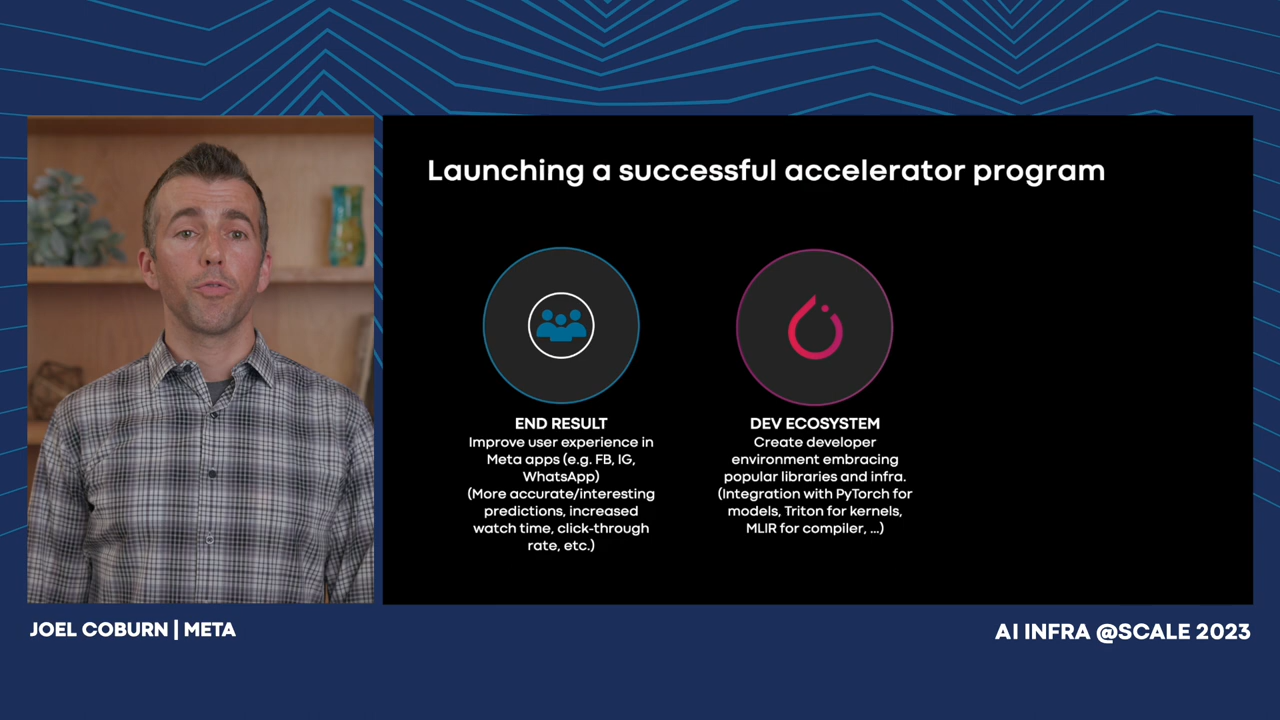 Launching a successful accelerator program
END RESULT
Improve user experience in
Meta apps (e.g. FB, IG,
WhatsApp)
(More accurate/interesting
predictions, increased
watch time, click-through
rate, etc.)
DEV ECOSYSTEM
Create developer
environment embracing
popular libraries and infra.
(Integration with PyTorch for
models, Triton for kernels,
MLIR for compiler, ...)
JOEL COBURN | META
AI INFRA @SCALE 2023